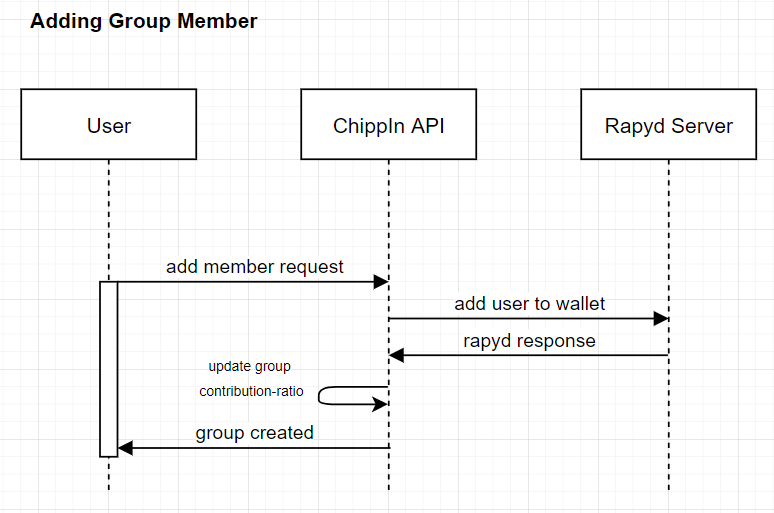 Adding Group Member
User
ChippIn API
Rapyd Server
add member request
add user to wallet
rapyd response
update group
contribution-ratio
group created